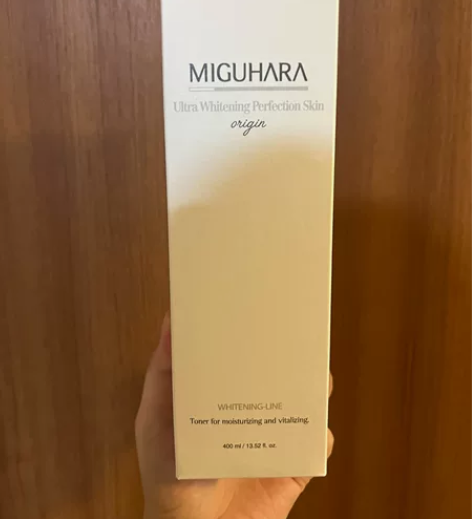 MIGUHARA
Ultra Whitening Perfection Skin
origin
WHITENING-LINE
Toner for moisturizing and vitalizing.
400 ml / 13.52 fl. oz.